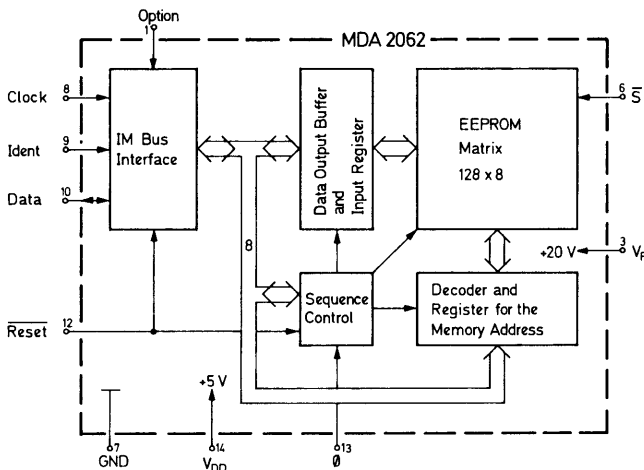 Option
1
MDA 2062
Clock
8
Ident
9
Data
10
IM Bus
Interface
Data Output Buffer
and
Input Register
EEPROM
Matrix
128 x 8
6
S̅
3
+20 V
8
Sequence
Control
Decoder and
Register for the
Memory Address
R̅e̅s̅e̅t̅
12
+5 V
7
GND
14
V_DD
13
Ø